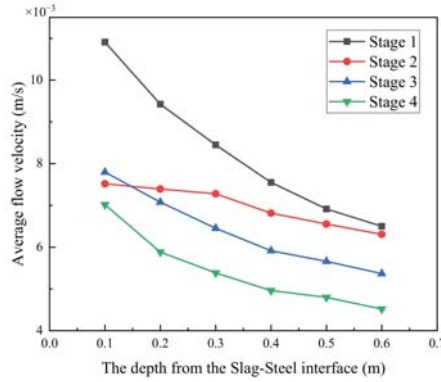 ×10⁻³
Stage 1
Stage 2
Stage 3
Stage 4
10
8
6
4
Average flow velocity (m/s)
0.0 0.1 0.2 0.3 0.4 0.5 0.6 0.7
The depth from the Slag-Steel interface (m)